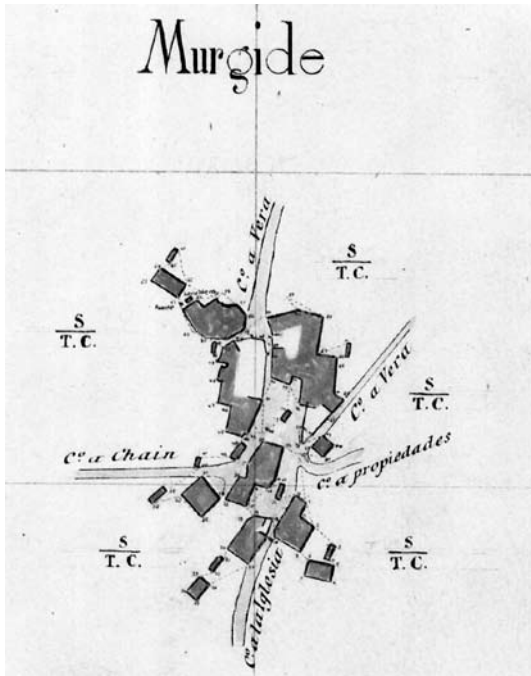 Murgide
Cº a Vera
S
T. C.
S
T. C.
Cº a Vera
S
T. C.
Cº a Chain
Cº a propiedades
S
T. C.
S
T. C.
Cº a la Iglesia